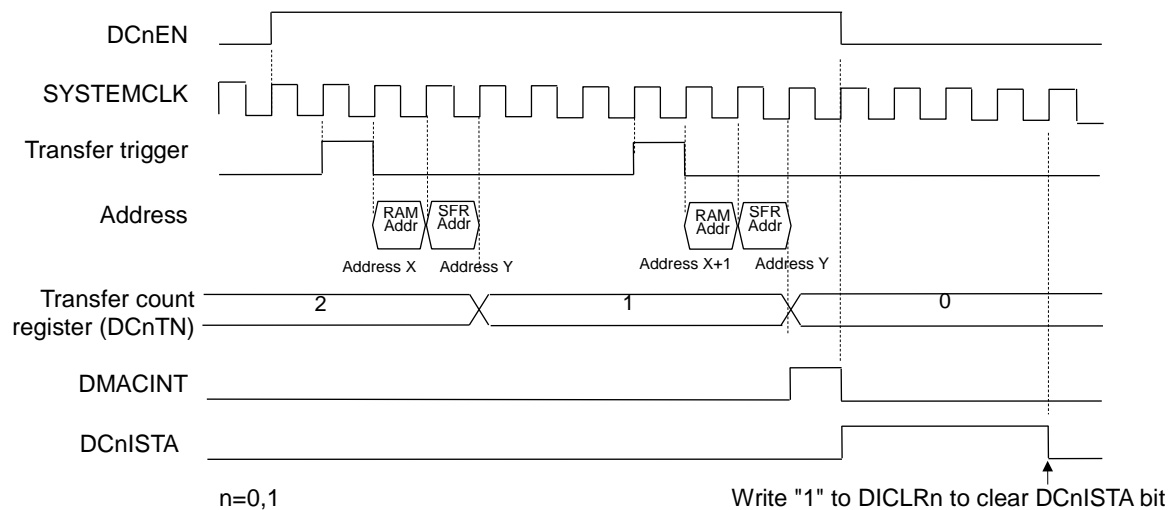 DCnEN
SYSTEMCLK
Transfer trigger
Address
RAM
Addr
SFR
Addr
RAM
Addr
SFR
Addr
Address X
Address Y
Address X+1
Address Y
Transfer count
register (DCnTN)
2
1
0
DMACINT
DCnISTA
n=0,1
Write "1" to DICLRn to clear DCnISTA bit